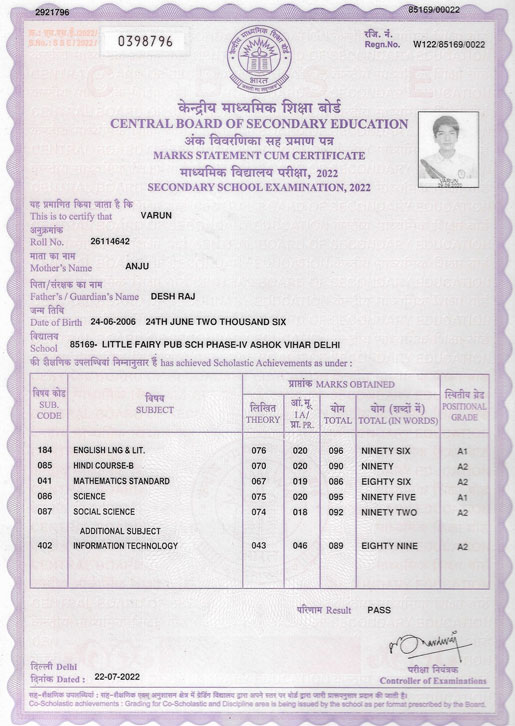 2921796
85169/00022
क्र.: एस.एस.ई./2022/
S.No.: SSE/2022/
0398796
केन्द्रीय माध्यमिक शिक्षा बोर्ड
भारत
रजि. नं.
Regn.No. W122/85169/0022
केन्द्रीय माध्यमिक शिक्षा बोर्ड
CENTRAL BOARD OF SECONDARY EDUCATION
अंक विवरणिका सह प्रमाण पत्र
MARKS STATEMENT CUM CERTIFICATE
माध्यमिक विद्यालय परीक्षा, 2022
SECONDARY SCHOOL EXAMINATION, 2022
VARUN
यह प्रमाणित किया जाता है कि
This is to certify that VARUN
अनुक्रमांक
Roll No. 26114642
माता का नाम
Mother's Name ANJU
पिता/संरक्षक का नाम
Father's / Guardian's Name DESH RAJ
जन्म तिथि
Date of Birth 24-06-2006 24TH JUNE TWO THOUSAND SIX
विद्यालय
School 85169- LITTLE FAIRY PUB SCH PHASE-IV ASHOK VIHAR DELHI
की शैक्षणिक उपलब्धियां निम्नानुसार हैं has achieved Scholastic Achievements as under :
विषय कोड SUB. CODE
विषय SUBJECT
प्राप्तांक MARKS OBTAINED
लिखित THEORY
आं.मू. I A/ प्रा. PR.
योग TOTAL
योग (शब्दों में) TOTAL (IN WORDS)
स्थितीय ग्रेड POSITIONAL GRADE
184 ENGLISH LNG & LIT. 076 020 096 NINETY SIX A1
085 HINDI COURSE-B 070 020 090 NINETY A2
041 MATHEMATICS STANDARD 067 019 086 EIGHTY SIX A2
086 SCIENCE 075 020 095 NINETY FIVE A1
087 SOCIAL SCIENCE 074 018 092 NINETY TWO A2
ADDITIONAL SUBJECT
402 INFORMATION TECHNOLOGY 043 046 089 EIGHTY NINE A2
परिणाम Result PASS
दिल्ली Delhi
दिनांक Dated : 22-07-2022
परीक्षा नियंत्रक
Controller of Examinations
Co-Scholastic achievements : Grading for Co-Scholastic and Discipline area is being issued by the school as per format prescribed by the Board.